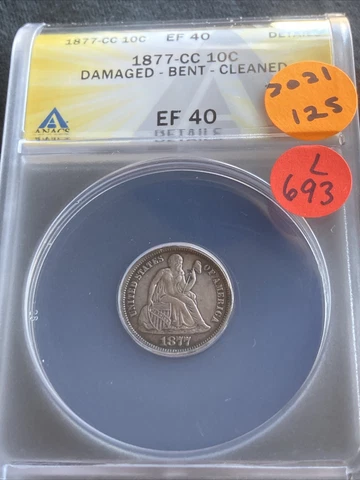 1877-CC 10C EF 40 DETAILS
1877-CC 10C
DAMAGED - BENT - CLEANED
EF 40
DETAILS
ANACS
2021
125
L
693
UNITED STATES OF AMERICA
1877